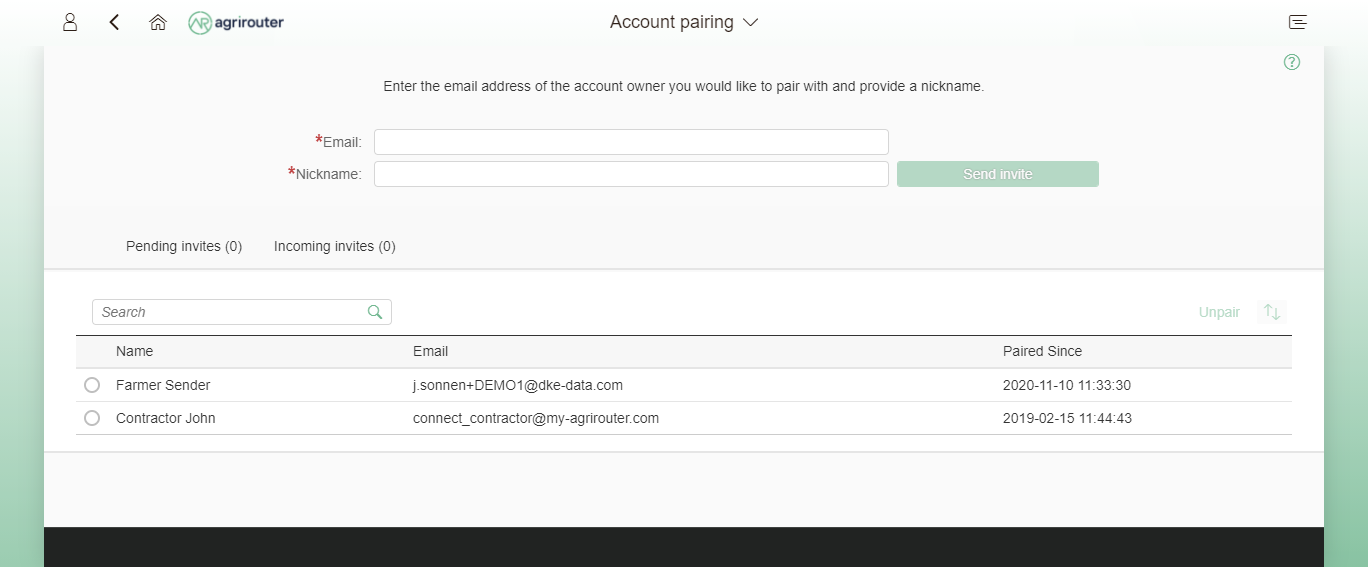 AR agrirouter Account pairing
Enter the email address of the account owner you would like to pair with and provide a nickname.
*Email:
*Nickname: Send invite
Pending invites (0) Incoming invites (0)
Search Unpair
Name Email Paired Since
Farmer Sender j.sonnen+DEMO1@dke-data.com 2020-11-10 11:33:30
Contractor John connect_contractor@my-agrirouter.com 2019-02-15 11:44:43